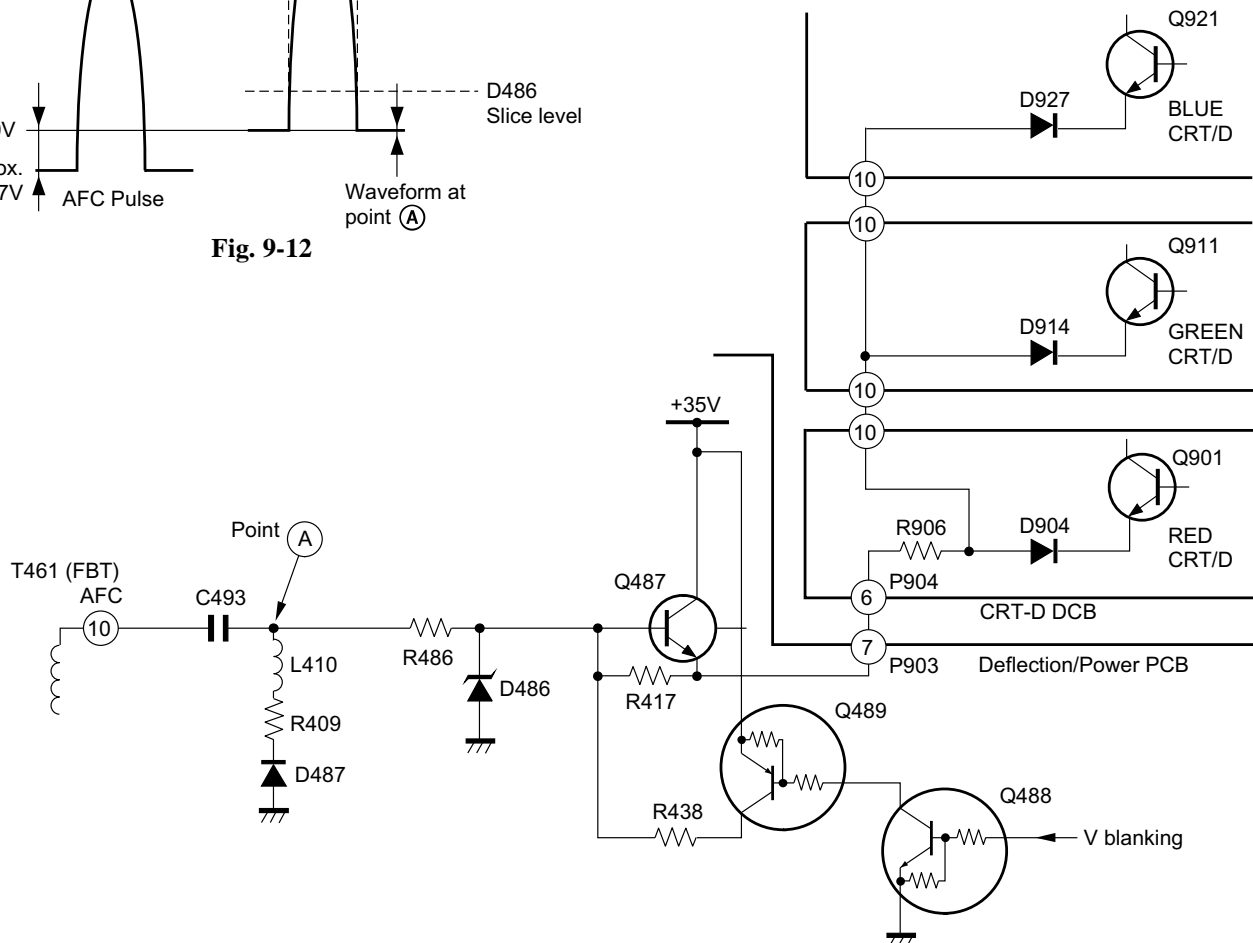 D486
Slice level
AFC Pulse
Waveform at
point A
Fig. 9-12
Q921
D927
BLUE
CRT/D
10
10
Q911
D914
GREEN
CRT/D
10
+35V
10
Q901
R906
D904
RED
CRT/D
P904
6
CRT-D DCB
7
P903
Deflection/Power PCB
Point A
T461 (FBT)
AFC
10
C493
L410
R409
D487
R486
D486
Q487
R417
Q489
R438
Q488
V blanking